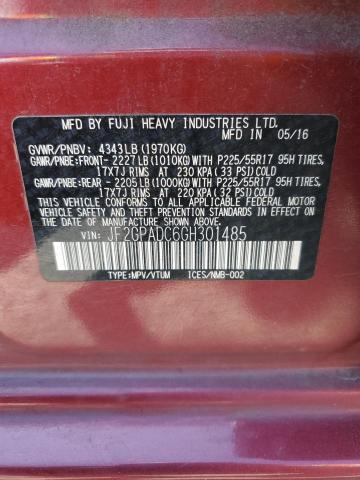 MFD BY FUJI HEAVY INDUSTRIES LTD.
MFD IN 05/16
GVWR/PNBV: 4343LB(1970KG)
GAWR/PNBE:FRONT- 2227LB(1010KG)WITH P225/55R17 95H TIRES,
17X7J RIMS AT 230 KPA(33 PSI)COLD
GAWR/PNBE:REAR - 2205LB(1000KG)WITH P225/55R17 95H TIRES,
17X7J RIMS AT 220 KPA(32 PSI)COLD
THIS VEHICLE CONFORMS TO ALL APPLICABLE FEDERAL MOTOR
VEHICLE SAFETY, BUMPER, AND THEFT PREVENTION STANDARDS IN EFFECT ON
THE DATE OF MANUFACTURE SHOWN ABOVE.
VIN: JF2GPADC6GH301485
TYPE:MPV/VTUM ICES/NMB-002